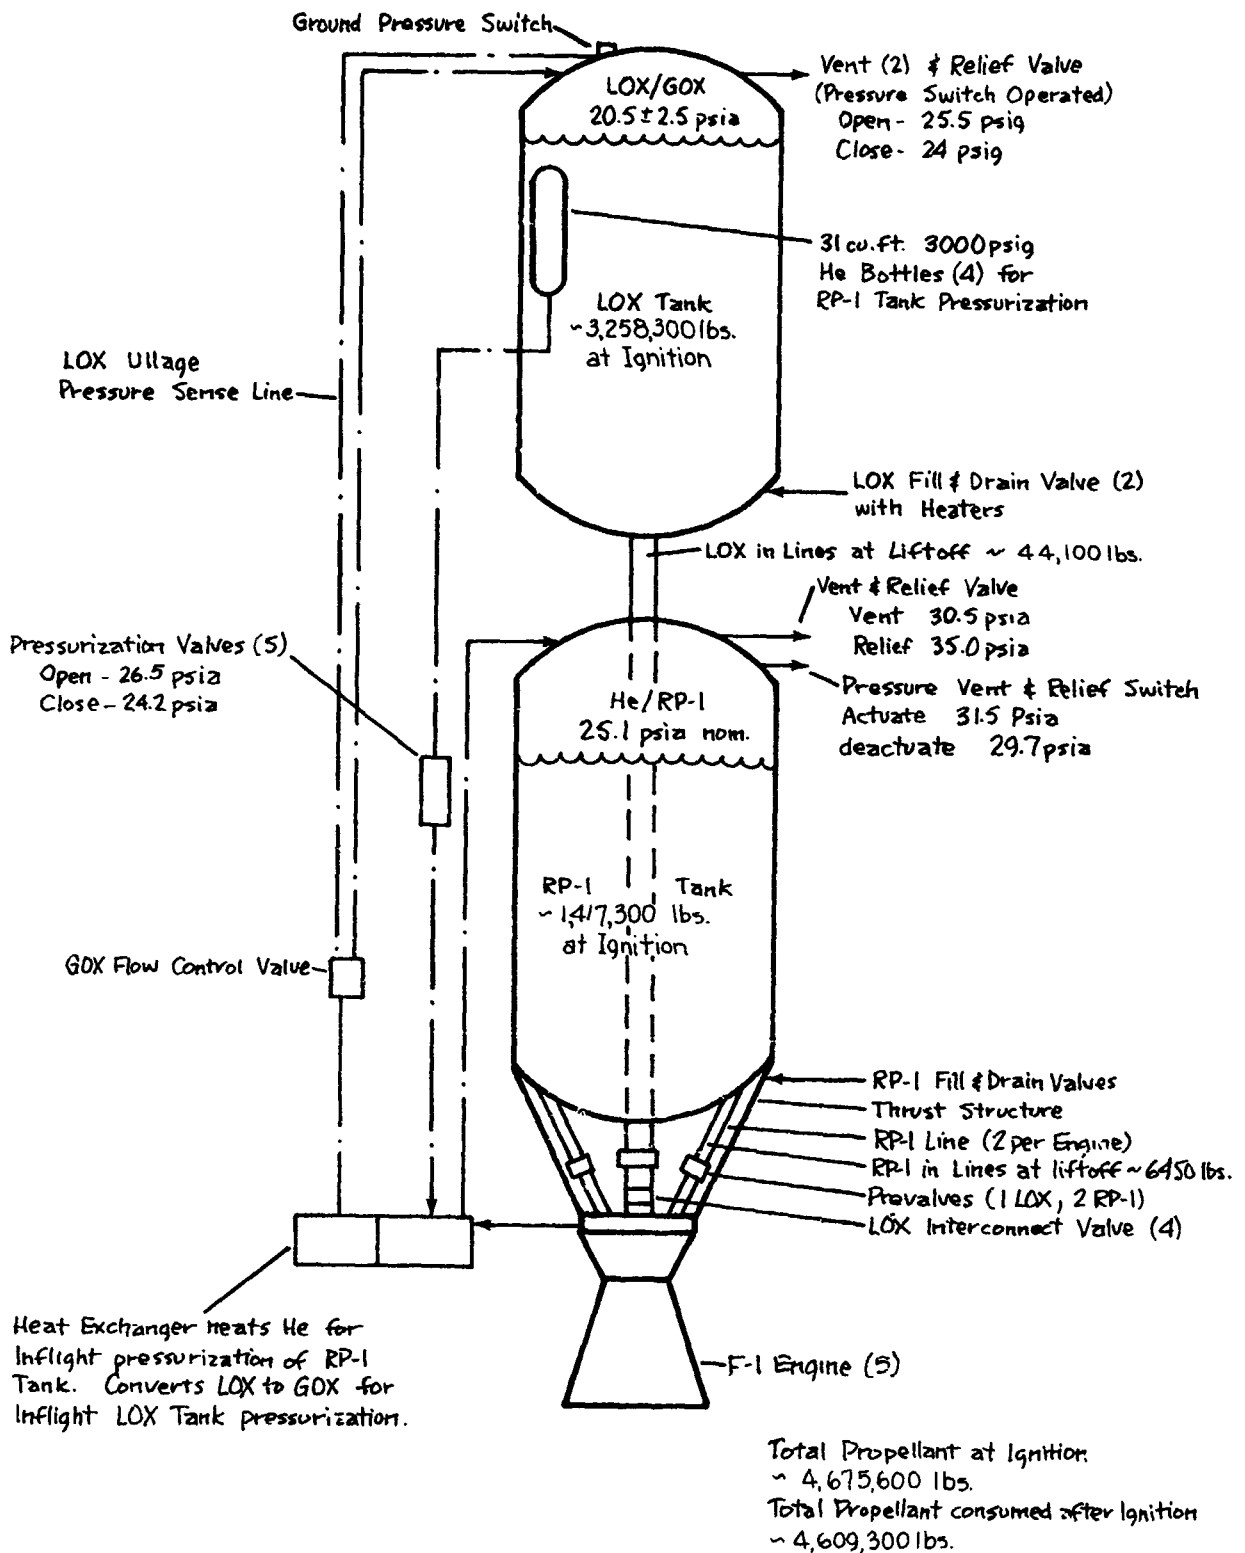 Ground Pressure Switch
LOX/GOX
20.5 ± 2.5 psia
Vent (2) & Relief Valve
(Pressure Switch Operated)
Open - 25.5 psig
Close - 24 psig
31 cu.ft. 3000 psig
He Bottles (4) for
RP-1 Tank Pressurization
LOX Tank
~3,258,300 lbs.
at Ignition
LOX Ullage
Pressure Sense Line
LOX Fill & Drain Valve (2)
with Heaters
LOX in Lines at Liftoff ~ 44,100 lbs.
Vent & Relief Valve
Vent 30.5 psia
Relief 35.0 psia
Pressurization Valves (5)
Open - 26.5 psia
Close - 24.2 psia
Pressure Vent & Relief Switch
Actuate 31.5 Psia
deactuate 29.7 psia
He/RP-1
25.1 psia nom.
RP-1 Tank
~1,417,300 lbs.
at Ignition
GOX Flow Control Valve
RP-1 Fill & Drain Valves
Thrust Structure
RP-1 Line (2 per Engine)
RP-1 in Lines at liftoff ~6450 lbs.
Prevalves (1 LOX, 2 RP-1)
LOX Interconnect Valve (4)
Heat Exchanger heats He for
Inflight pressurization of RP-1
Tank. Converts LOX to GOX for
Inflight LOX Tank pressurization.
F-1 Engine (5)
Total Propellant at Ignition
~ 4,675,600 lbs.
Total Propellant consumed after Ignition
~ 4,609,300 lbs.